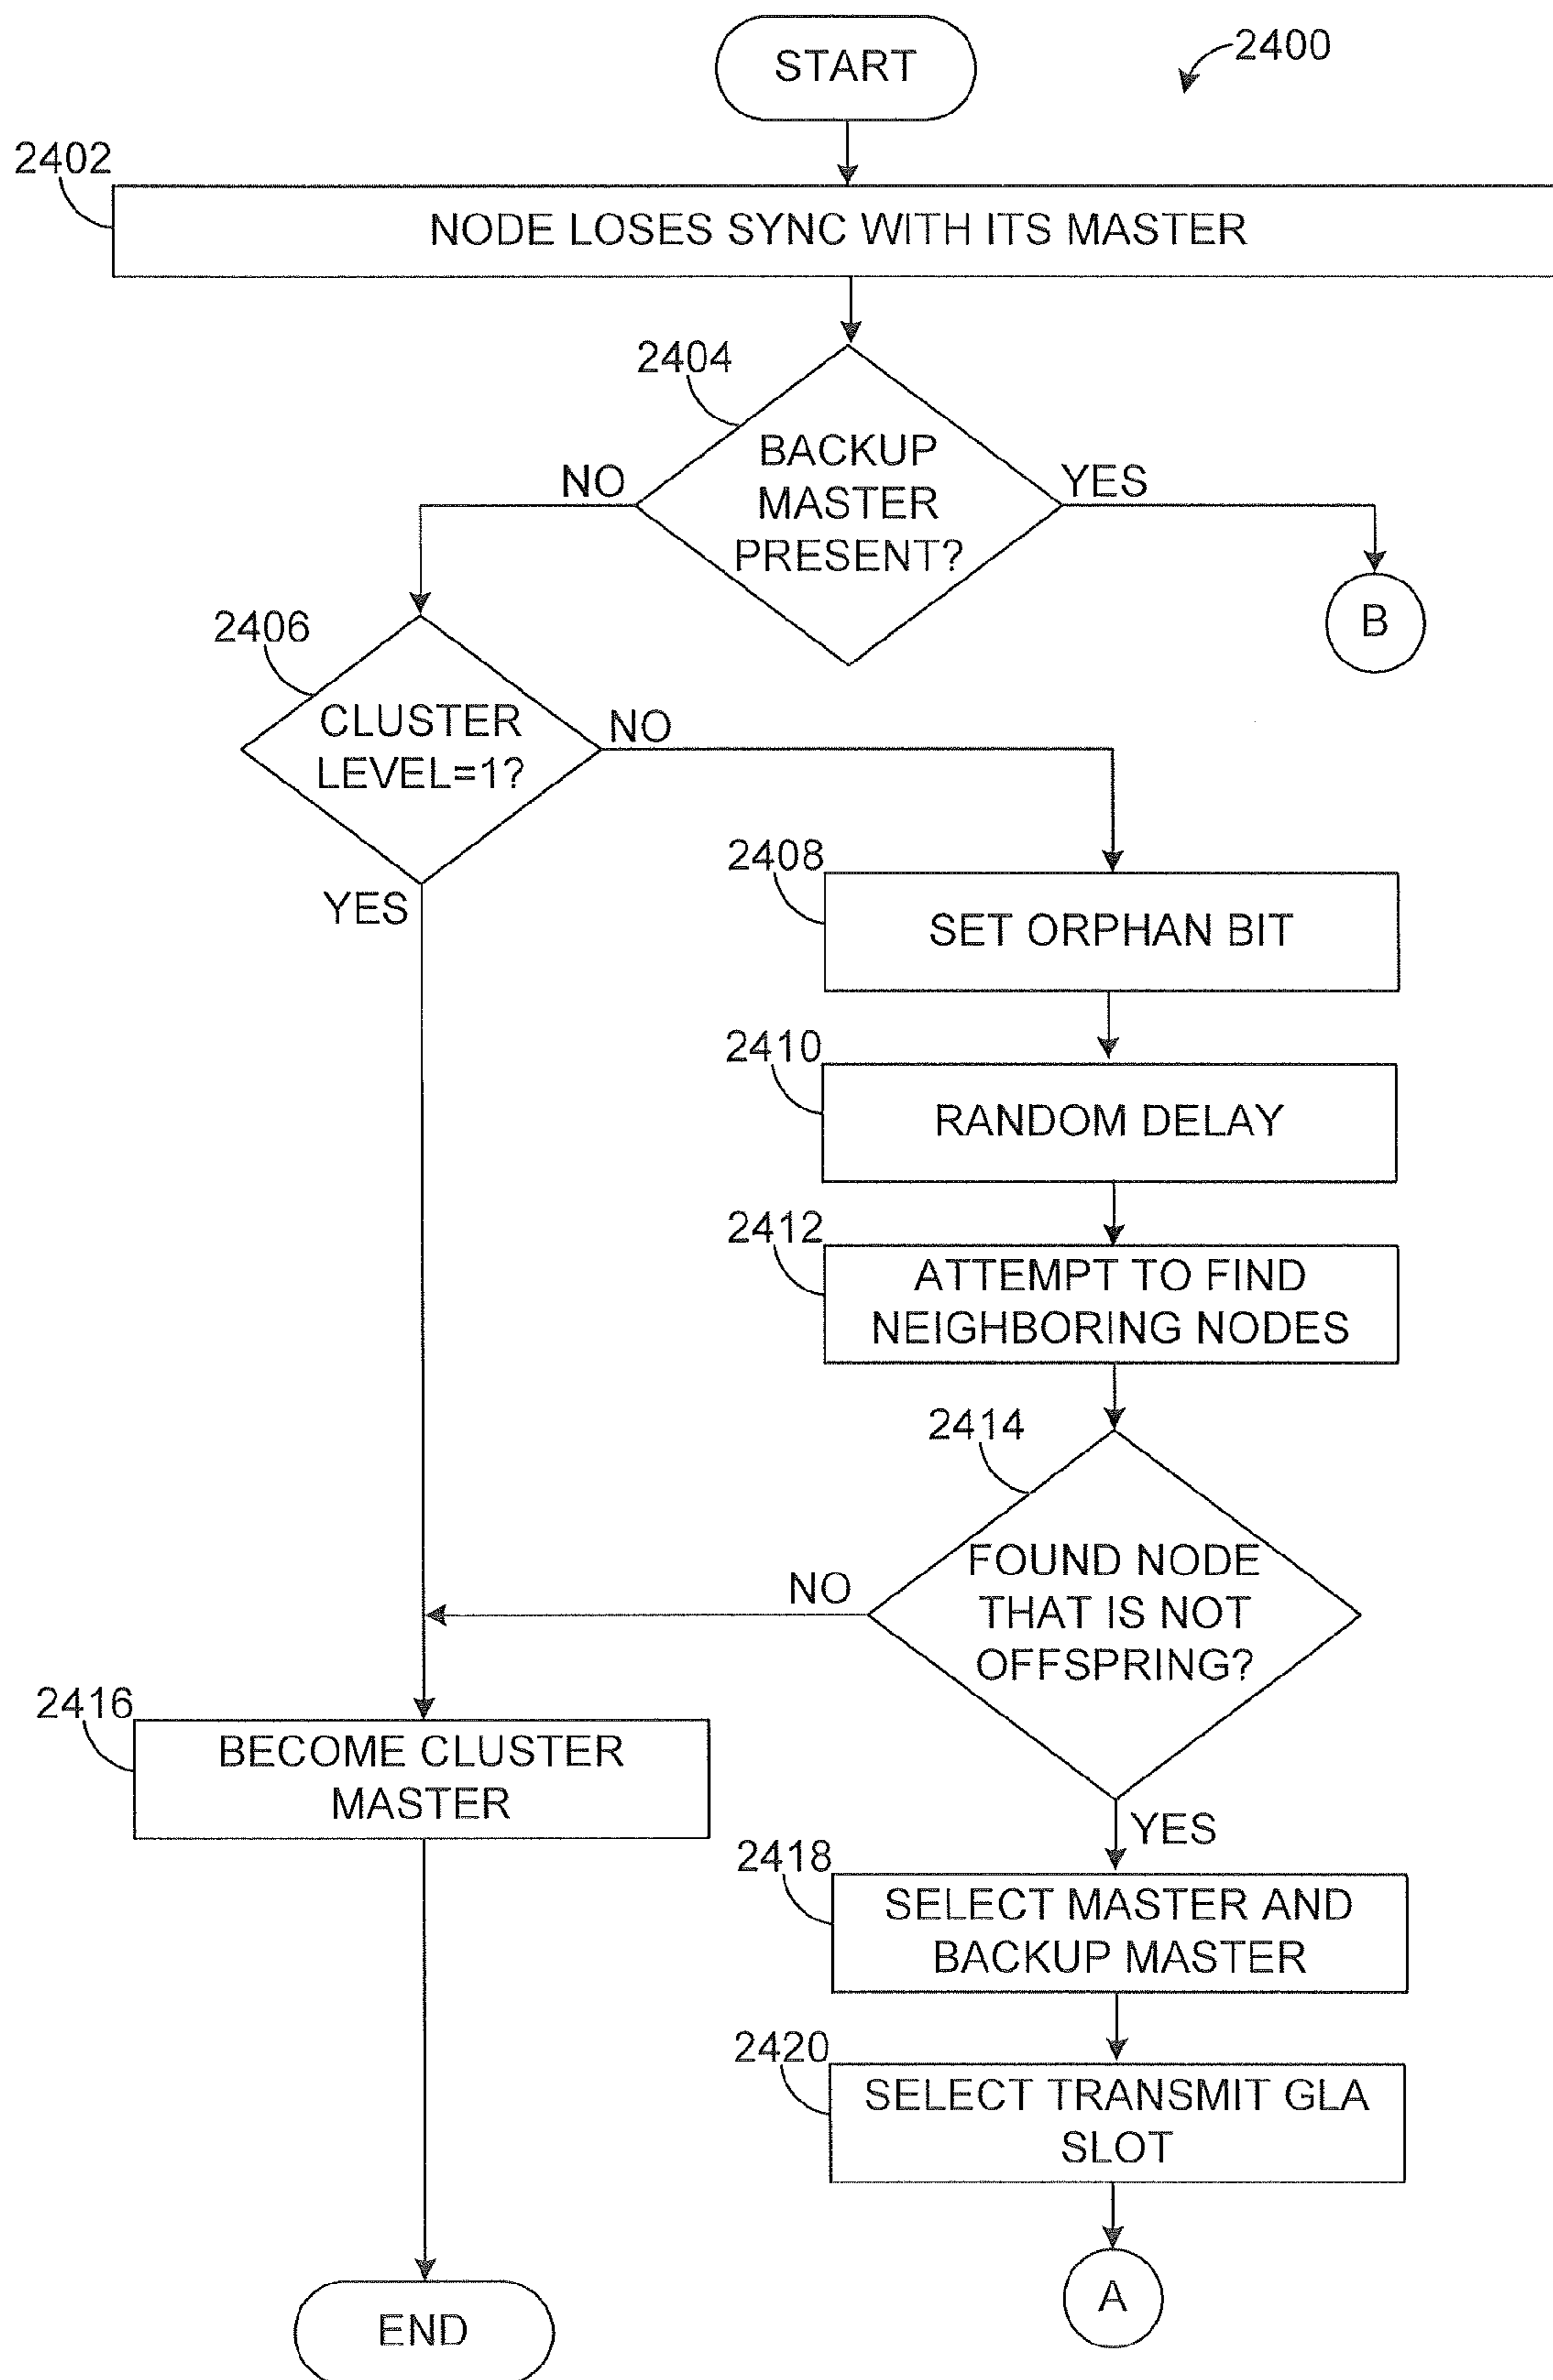 START
2400
2402
NODE LOSES SYNC WITH ITS MASTER
2404
BACKUP
MASTER
PRESENT?
NO
YES
B
2406
CLUSTER
LEVEL=1?
NO
YES
2408
SET ORPHAN BIT
2410
RANDOM DELAY
2412
ATTEMPT TO FIND
NEIGHBORING NODES
2414
FOUND NODE
THAT IS NOT
OFFSPRING?
NO
YES
2416
BECOME CLUSTER
MASTER
2418
SELECT MASTER AND
BACKUP MASTER
2420
SELECT TRANSMIT GLA
SLOT
A
END